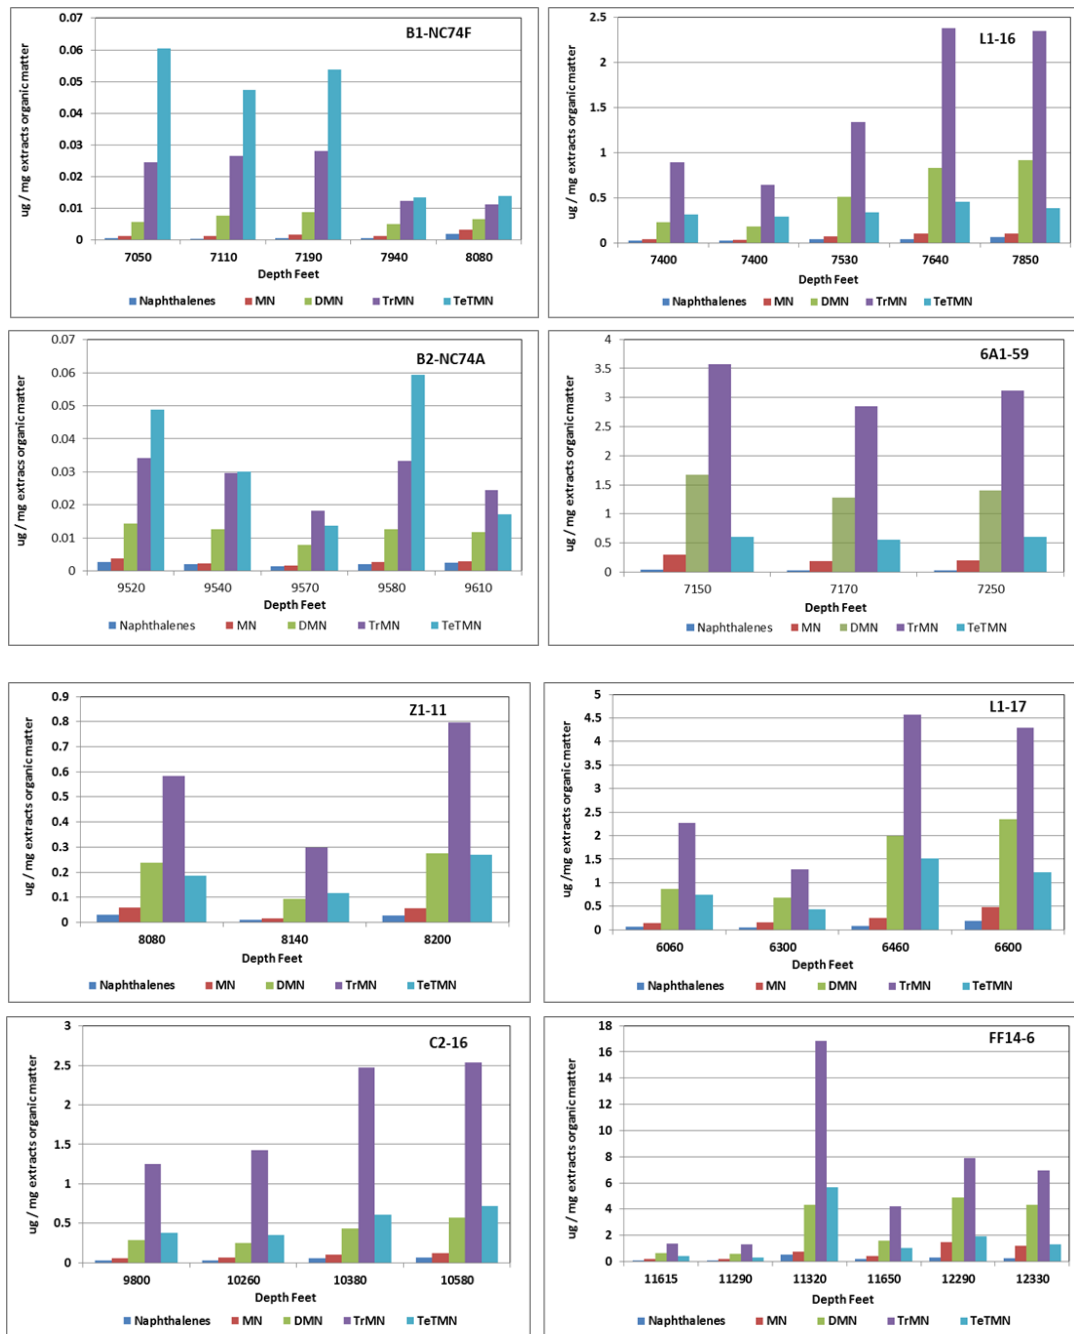 B1-NC74F
ug / mg extracts organic matter
0.07
0.06
0.05
0.04
0.03
0.02
0.01
0
7050 7110 7190 7940 8080
Depth Feet
Naphthalenes MN DMN TrMN TeTMN
L1-16
ug / mg extracts organic matter
2.5
2
1.5
1
0.5
0
7400 7400 7530 7640 7850
Depth Feet
Naphthalenes MN DMN TrMN TeTMN
B2-NC74A
ug / mg extracs organic matter
0.07
0.06
0.05
0.04
0.03
0.02
0.01
0
9520 9540 9570 9580 9610
Depth Feet
Naphthalenes MN DMN TrMN TeTMN
6A1-59
ug / mg extracts organic matter
4
3.5
3
2.5
2
1.5
1
0.5
0
7150 7170 7250
Depth Feet
Naphthalenes MN DMN TrMN TeTMN
Z1-11
ug / mg extracts organic matter
0.9
0.8
0.7
0.6
0.5
0.4
0.3
0.2
0.1
0
8080 8140 8200
Depth Feet
Naphthalenes MN DMN TrMN TeTMN
L1-17
ug /mg extracts organic matter
5
4.5
4
3.5
3
2.5
2
1.5
1
0.5
0
6060 6300 6460 6600
Depth Feet
Naphthalenes MN DMN TrMN TeTMN
C2-16
ug / mg extracts organic matter
3
2.5
2
1.5
1
0.5
0
9800 10260 10380 10580
Depth Feet
Naphthalenes MN DMN TrMN TeTMN
FF14-6
ug / mg extracts organic matter
18
16
14
12
10
8
6
4
2
0
11615 11290 11320 11650 12290 12330
Depth Feet
Naphthalenes MN DMN TrMN TeTMN